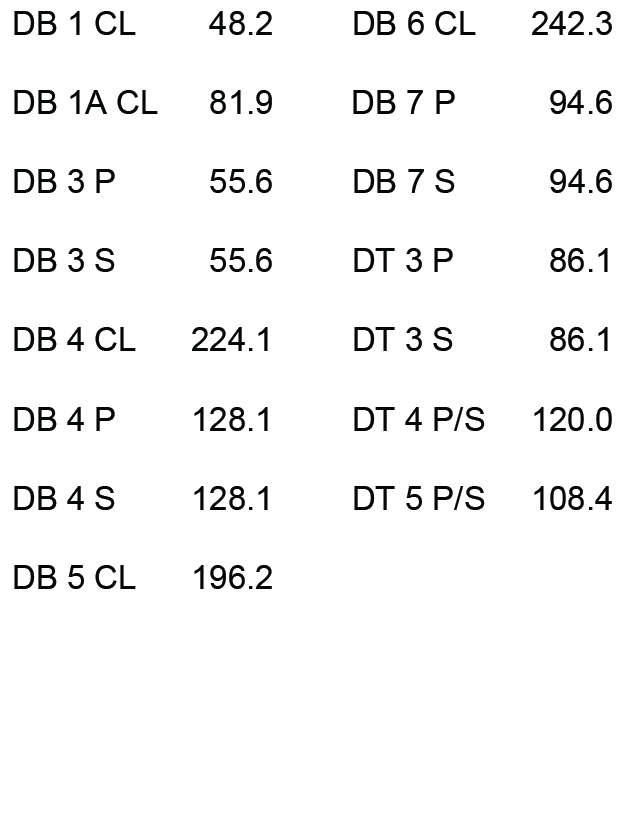 DB 1 CL 48.2
DB 1A CL 81.9
DB 3 P 55.6
DB 3 S 55.6
DB 4 CL 224.1
DB 4 P 128.1
DB 4 S 128.1
DB 5 CL 196.2
DB 6 CL 242.3
DB 7 P 94.6
DB 7 S 94.6
DT 3 P 86.1
DT 3 S 86.1
DT 4 P/S 120.0
DT 5 P/S 108.4